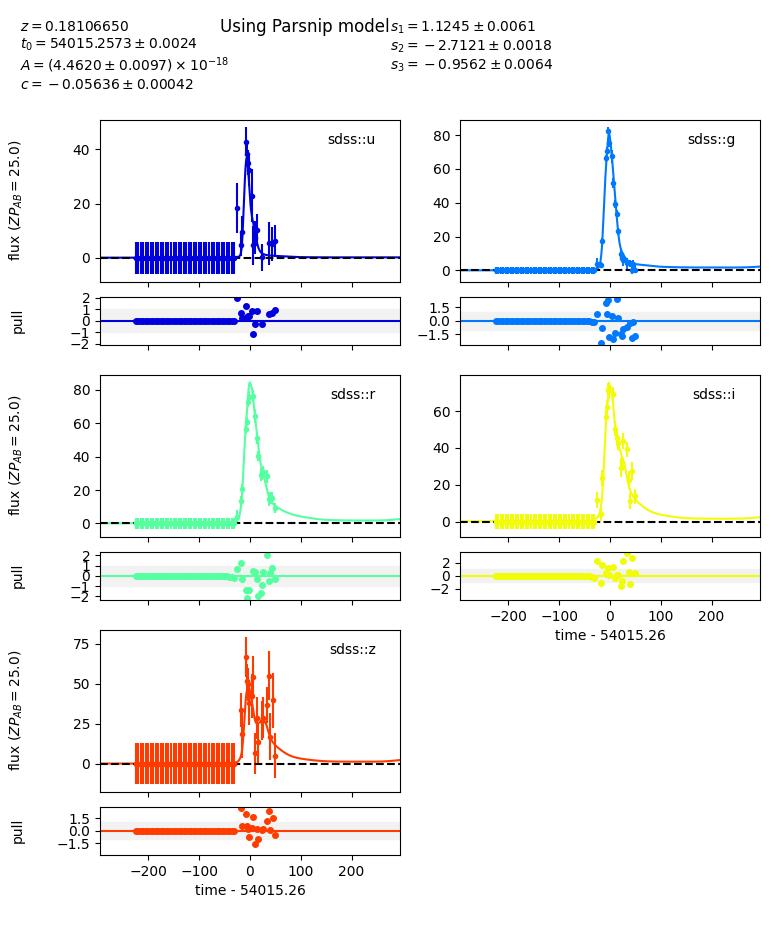 Using Parsnip model
z = 0.18106650
t₀ = 54015.2573 ± 0.0024
A = (4.4620 ± 0.0097) × 10⁻¹⁸
c = −0.05636 ± 0.00042
s₁ = 1.1245 ± 0.0061
s₂ = −2.7121 ± 0.0018
s₃ = −0.9562 ± 0.0064
sdss::u
flux (ZP_AB = 25.0)
40
20
0
pull
2
1
0
−1
−2
sdss::g
80
60
40
20
0
1.5
0.0
−1.5
sdss::r
flux (ZP_AB = 25.0)
80
60
40
20
0
pull
2
1
0
−1
−2
sdss::i
60
40
20
0
2
0
−2
−200 −100 0 100 200
time - 54015.26
sdss::z
flux (ZP_AB = 25.0)
75
50
25
0
pull
1.5
0.0
−1.5
−200 −100 0 100 200
time - 54015.26